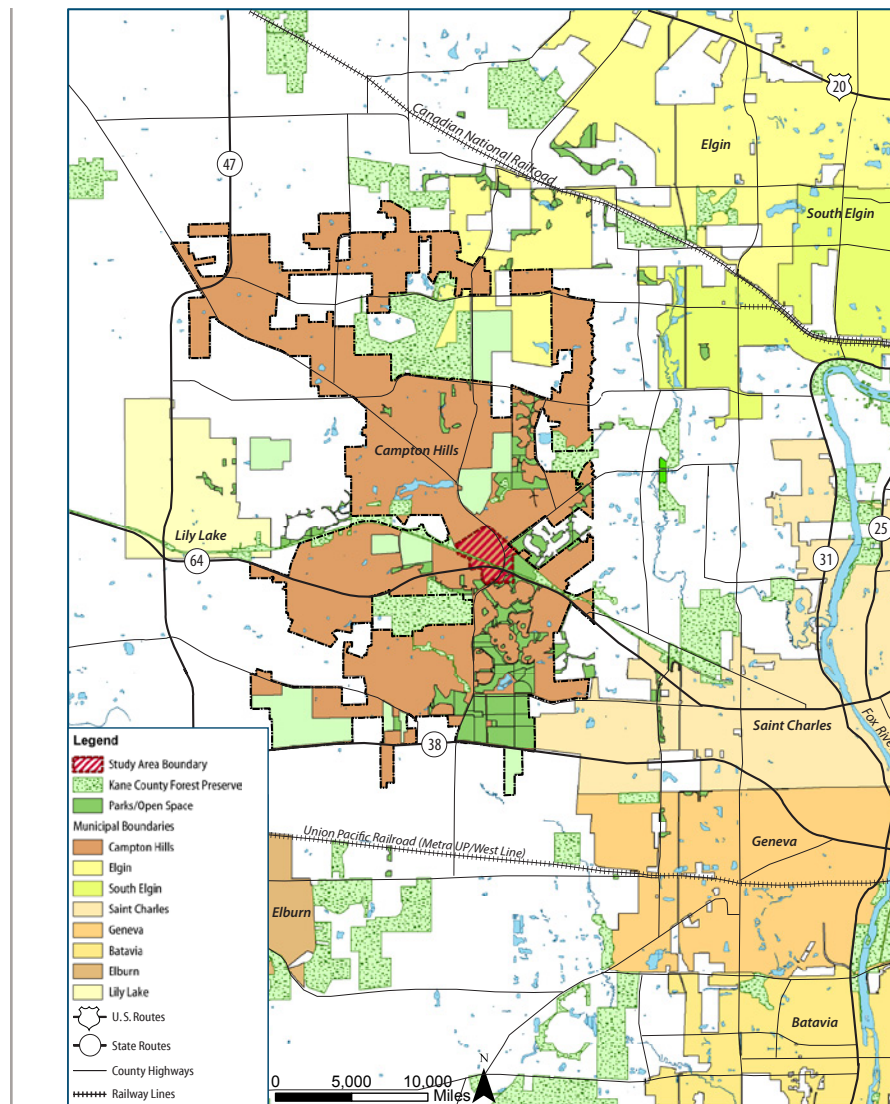 20
Canadian National Railroad
Elgin
47
South Elgin
Campton Hills
Lily Lake
64
31
25
Saint Charles
Fox River
38
Legend
Study Area Boundary
Kane County Forest Preserve
Parks/Open Space
Municipal Boundaries
Campton Hills
Elgin
South Elgin
Saint Charles
Geneva
Batavia
Elburn
Lily Lake
U.S. Routes
State Routes
County Highways
Railway Lines
Union Pacific Railroad (Metra UP/West Line)
Geneva
Elburn
Batavia
N
0 5,000 10,000
Miles